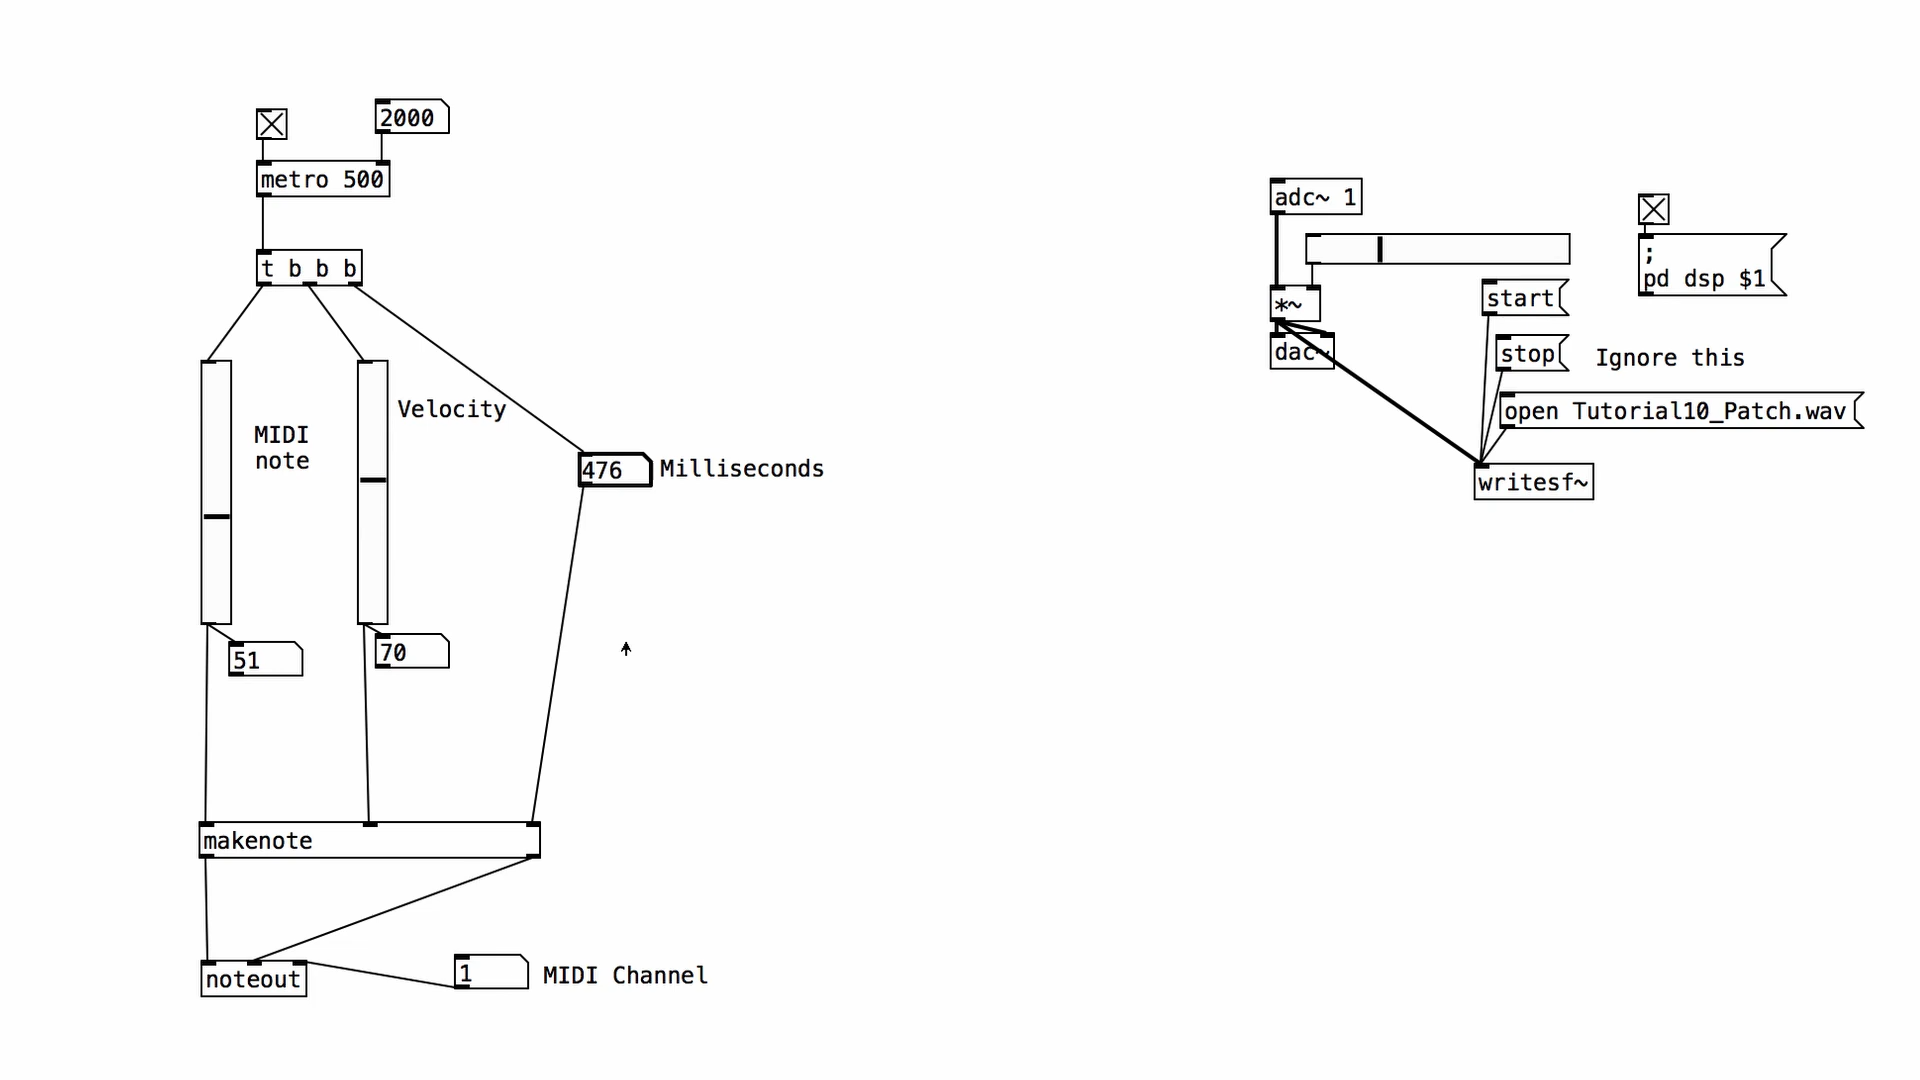 2000
metro 500
t b b b
Velocity
MIDI
note
476
Milliseconds
51
70
makenote
noteout
1
MIDI Channel
adc~ 1
*~
dac~
;
pd dsp $1
start
stop
Ignore this
open Tutorial10_Patch.wav
writesf~